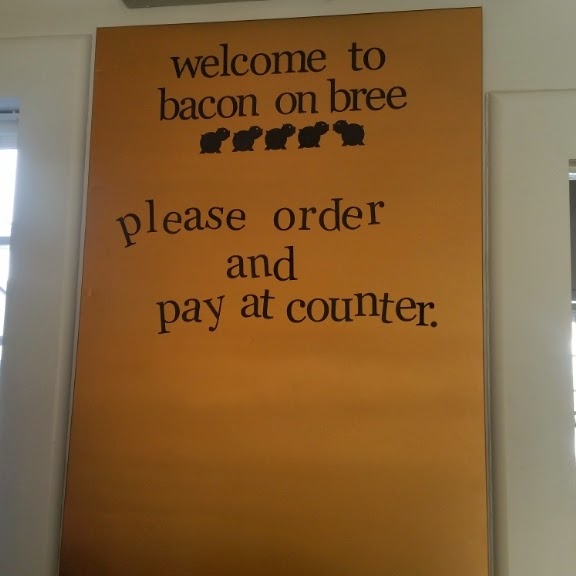 welcome to
bacon on bree
please order
and
pay at counter.